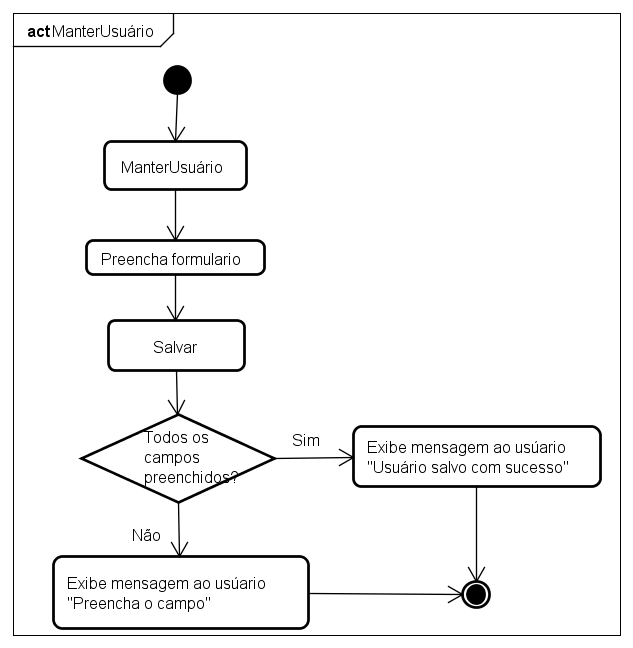 act ManterUsuário
ManterUsuário
Preencha formulario
Salvar
Todos os
campos
preenchidos?
Sim
Exibe mensagem ao usúario
"Usuário salvo com sucesso"
Não
Exibe mensagem ao usúario
"Preencha o campo"